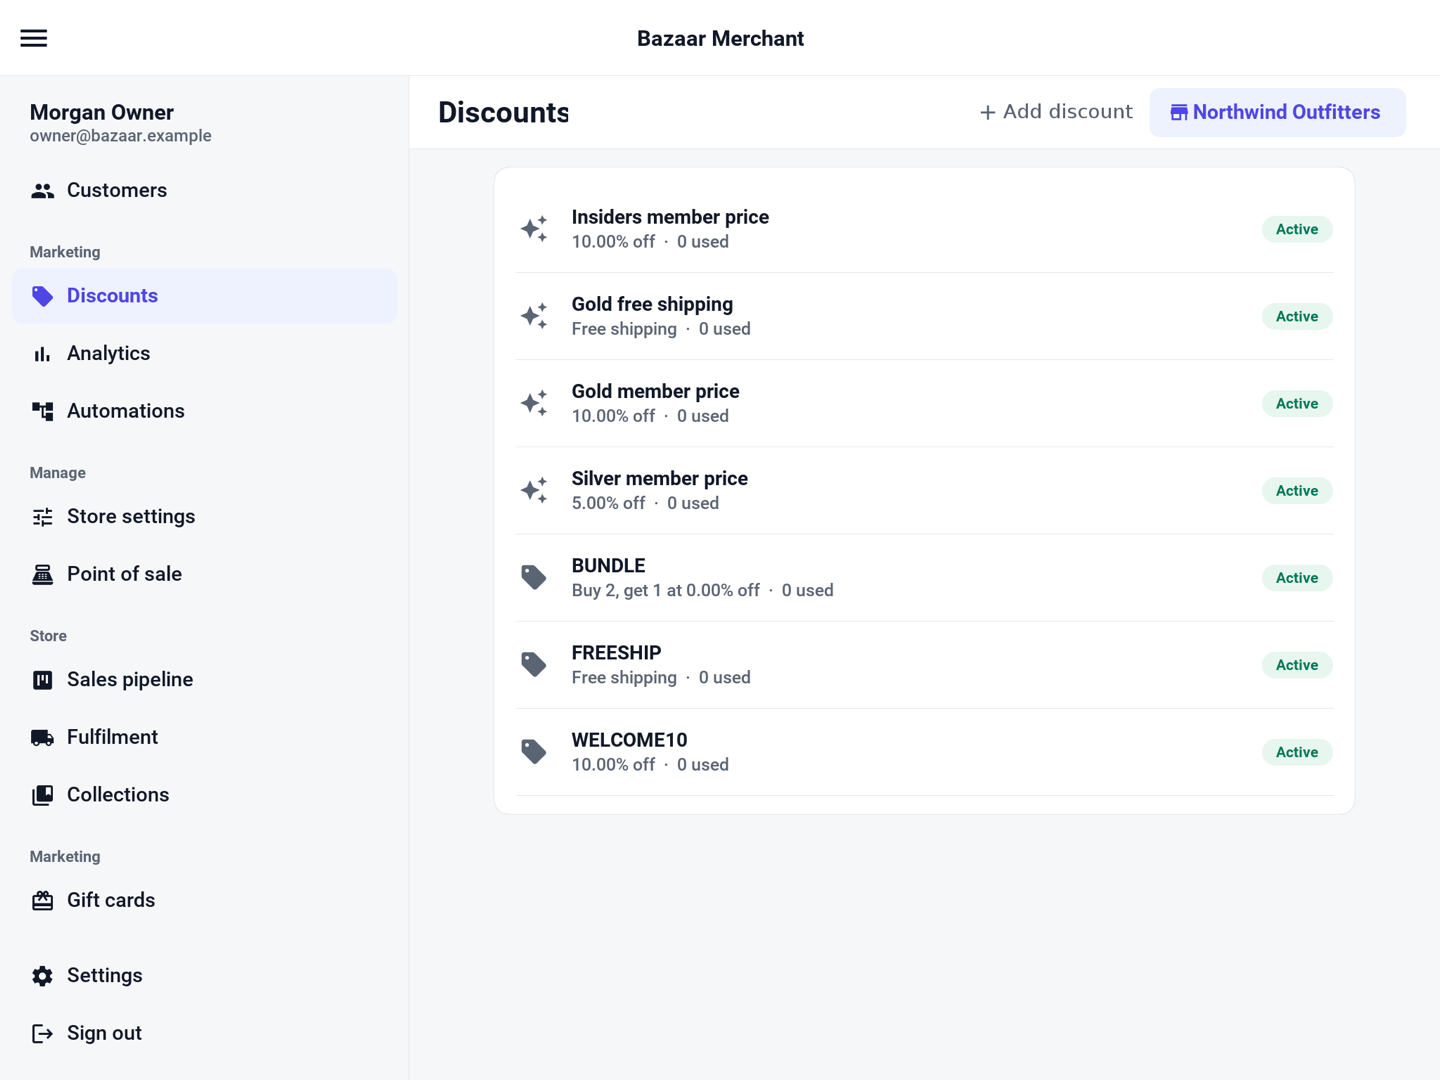 Bazaar Merchant
Morgan Owner
owner@bazaar.example
Customers
Marketing
Discounts
Analytics
Automations
Manage
Store settings
Point of sale
Store
Sales pipeline
Fulfilment
Collections
Marketing
Gift cards
Settings
Sign out
Discounts
Add discount
Northwind Outfitters
Insiders member price
10.00% off · 0 used
Active
Gold free shipping
Free shipping · 0 used
Active
Gold member price
10.00% off · 0 used
Active
Silver member price
5.00% off · 0 used
Active
BUNDLE
Buy 2, get 1 at 0.00% off · 0 used
Active
FREESHIP
Free shipping · 0 used
Active
WELCOME10
10.00% off · 0 used
Active